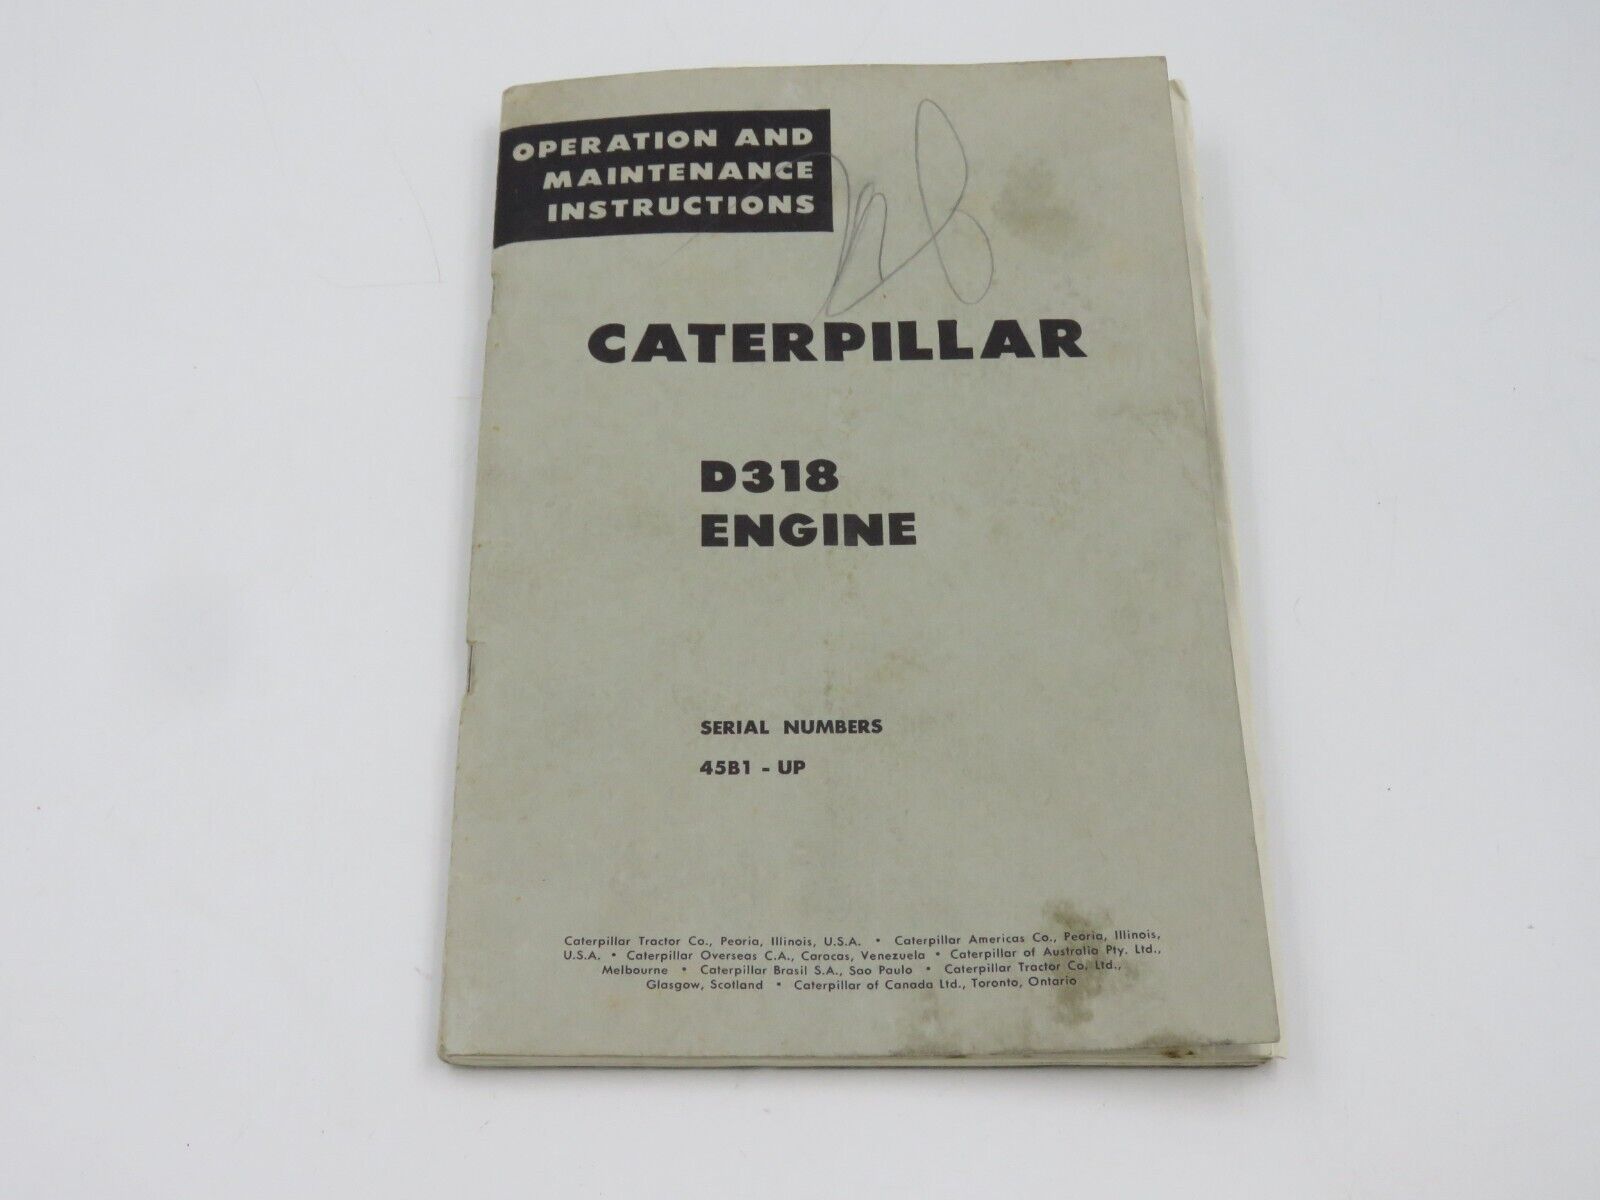 OPERATION AND
MAINTENANCE
INSTRUCTIONS
CATERPILLAR
D318
ENGINE
SERIAL NUMBERS
45B1 - UP
Caterpillar Tractor Co., Peoria, Illinois, U.S.A. • Caterpillar Americas Co., Peoria, Illinois,
U.S.A. • Caterpillar Overseas C.A., Caracas, Venezuela • Caterpillar of Australia Pty. Ltd.,
Melbourne • Caterpillar Brasil S.A., Sao Paulo • Caterpillar Tractor Co. Ltd.,
Glasgow, Scotland • Caterpillar of Canada Ltd., Toronto, Ontario